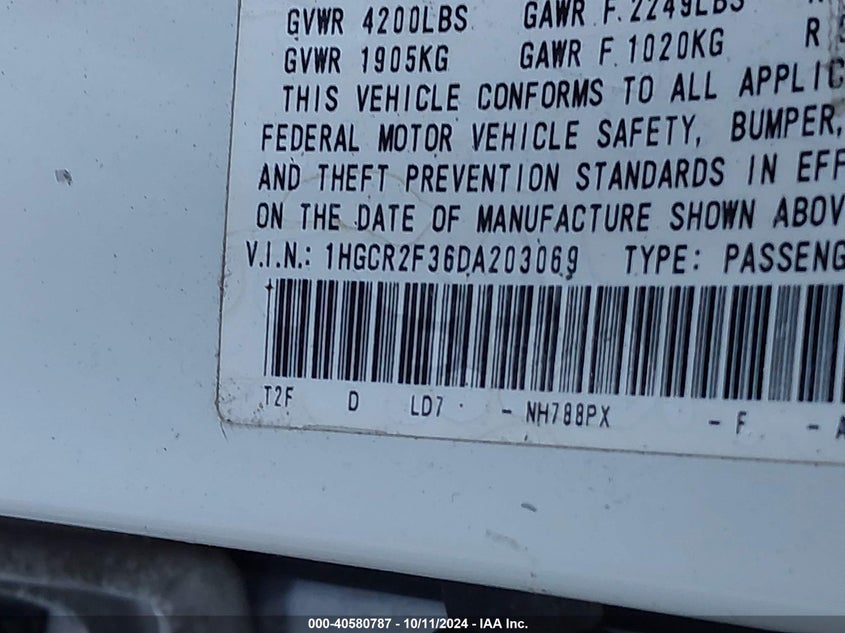 GVWR 4200LBS GAWR F.2249LBS
GVWR 1905KG GAWR F.1020KG R
THIS VEHICLE CONFORMS TO ALL APPLIC
FEDERAL MOTOR VEHICLE SAFETY, BUMPER,
AND THEFT PREVENTION STANDARDS IN EFF
ON THE DATE OF MANUFACTURE SHOWN ABOV
V.I.N.: 1HGCR2F36DA203069 TYPE: PASSENG
T2F D LD7 - NH788PX - F - A
000-40580787 - 10/11/2024 - IAA Inc.